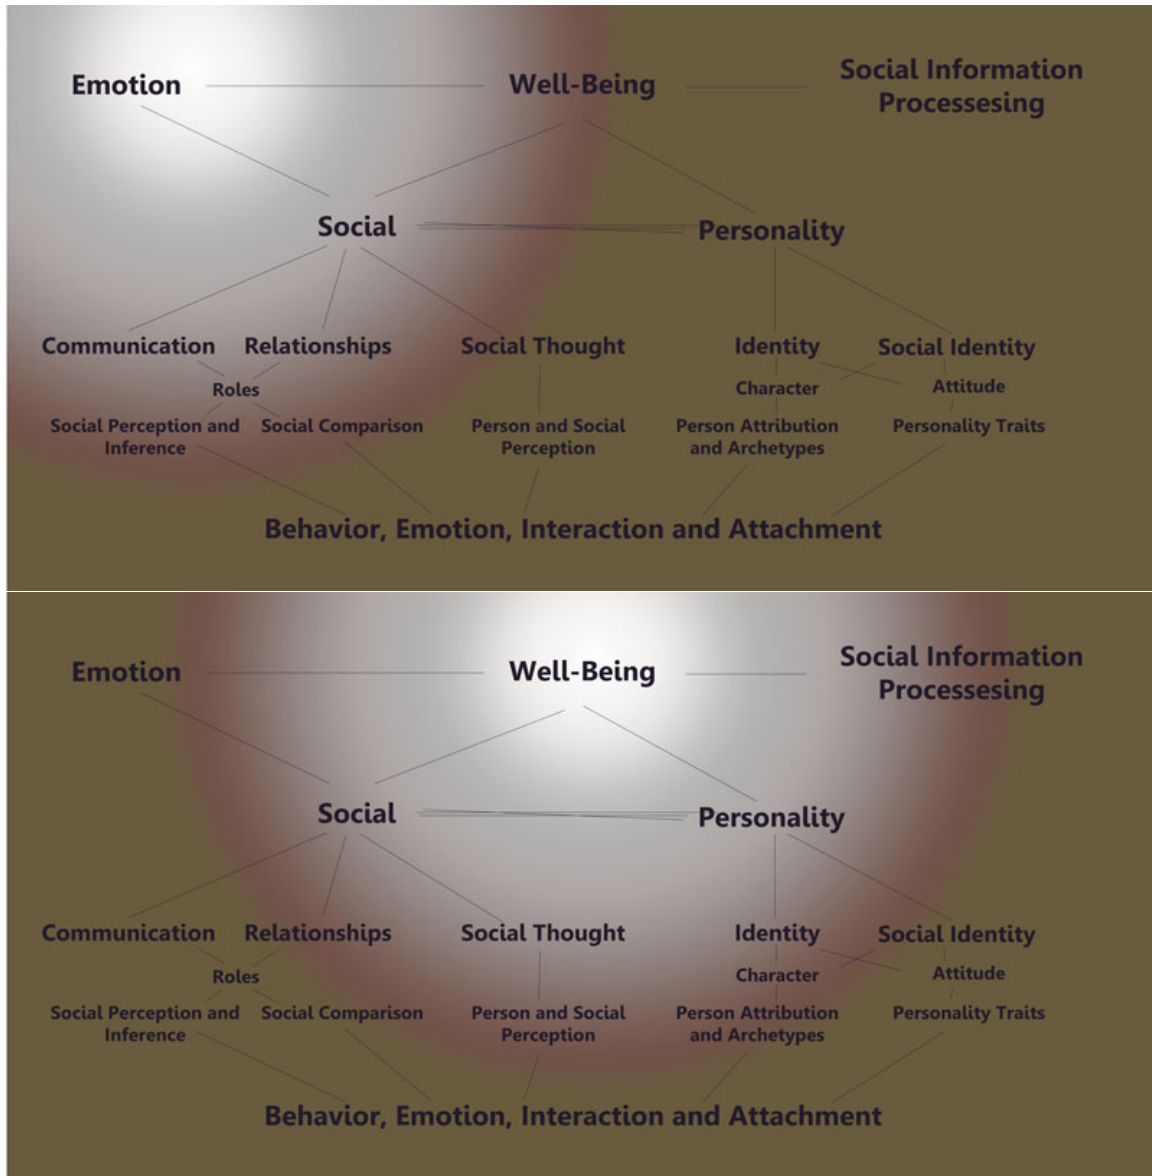 Emotion
Well-Being
Social Information
Processesing
Social
Personality
Communication
Relationships
Social Thought
Identity
Social Identity
Roles
Character
Attitude
Social Perception and
Inference
Social Comparison
Person and Social
Perception
Person Attribution
and Archetypes
Personality Traits
Behavior, Emotion, Interaction and Attachment
Emotion
Well-Being
Social Information
Processesing
Social
Personality
Communication
Relationships
Social Thought
Identity
Social Identity
Roles
Character
Attitude
Social Perception and
Inference
Social Comparison
Person and Social
Perception
Person Attribution
and Archetypes
Personality Traits
Behavior, Emotion, Interaction and Attachment